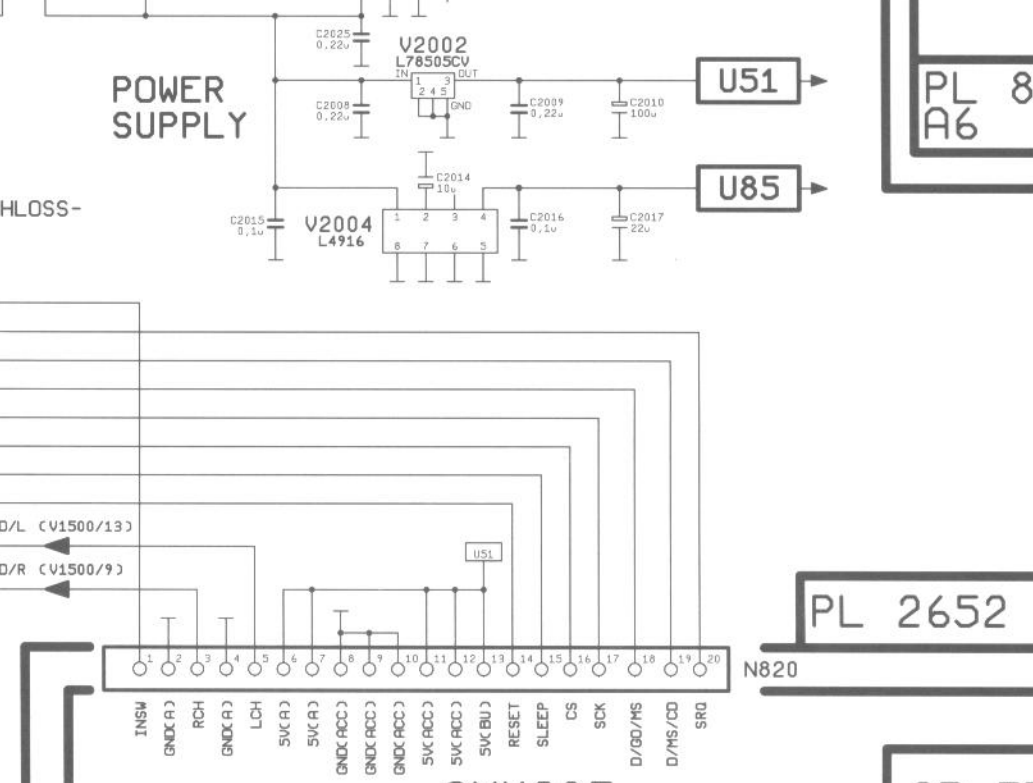 C2025
0,22u
V2002
L78505CV
IN
OUT
1
3
2 4 5
GND
POWER
SUPPLY
C2008
0,22u
C2009
0,22u
C2010
100u
U51
PL 8
A6
C2014
10u
U85
HLOSS-
C2015
0,1u
V2004
L4916
1 2 3 4
8 7 6 5
C2016
0,1u
C2017
22u
D/L (V1500/13)
D/R (V1500/9)
U51
PL 2652
1 2 3 4 5 6 7 8 9 10 11 12 13 14 15 16 17 18 19 20
N820
INSW
GND(A)
RCH
GND(A)
LCH
5V(A)
5V(A)
GND(ACC)
GND(ACC)
GND(ACC)
5V(ACC)
5V(ACC)
5V(BU)
RESET
SLEEP
CS
SCK
D/GO/MS
D/MS/CD
SRQ